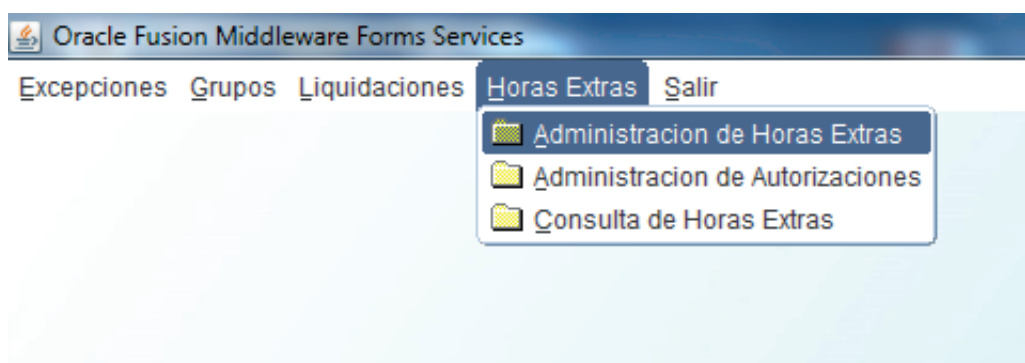 Oracle Fusion Middleware Forms Services
Excepciones Grupos Liquidaciones Horas Extras Salir
Administracion de Horas Extras
Administracion de Autorizaciones
Consulta de Horas Extras